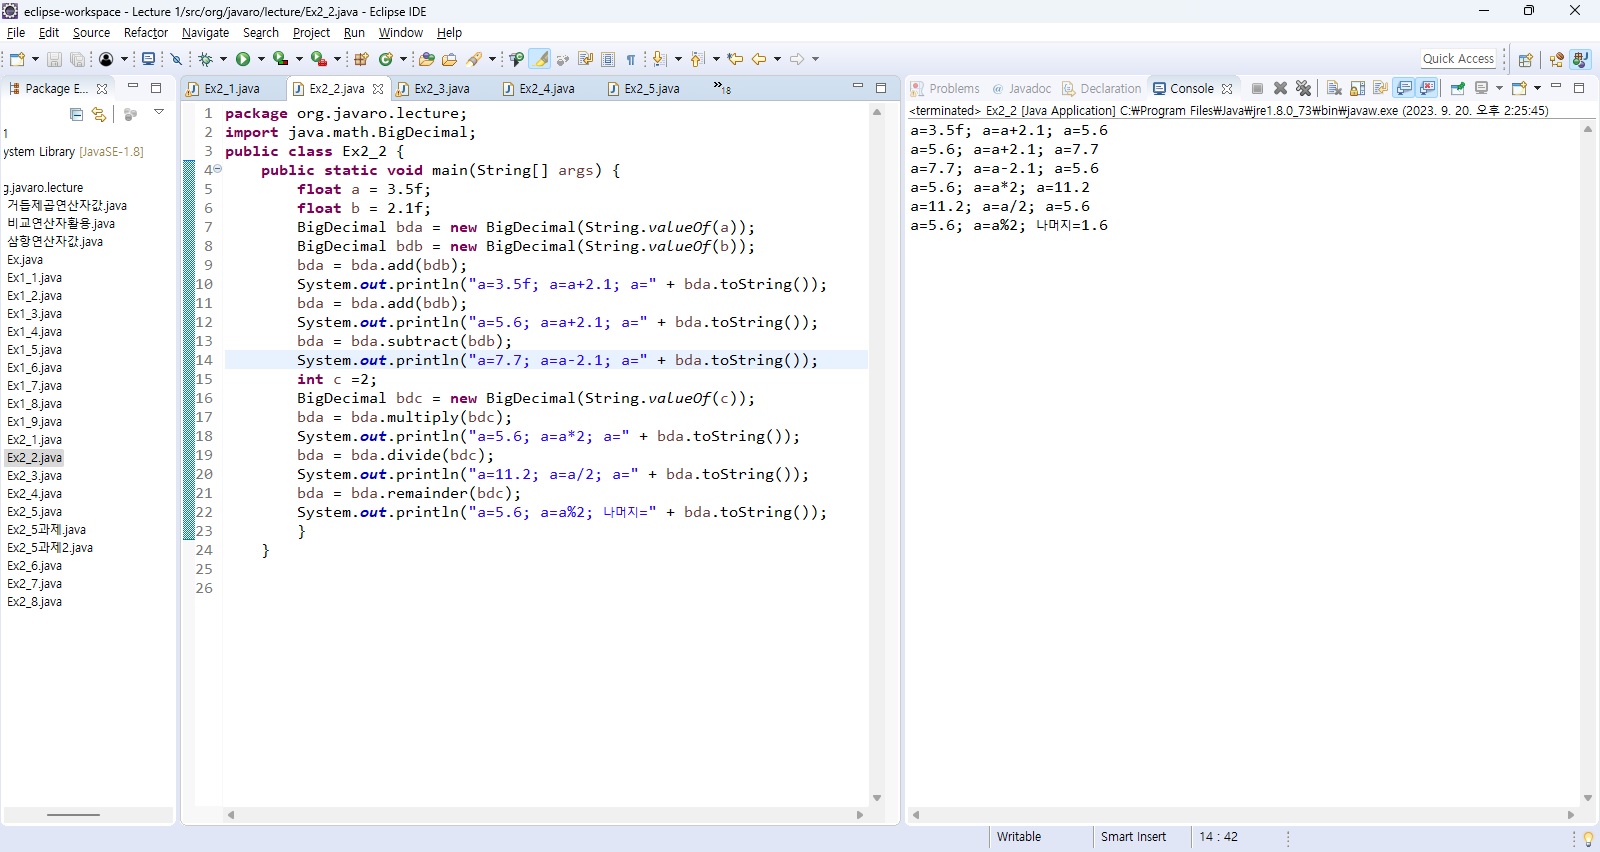 eclipse-workspace - Lecture 1/src/org/javaro/lecture/Ex2_2.java - Eclipse IDE
File Edit Source Refactor Navigate Search Project Run Window Help
Quick Access
Package E...
1
ystem Library [JavaSE-1.8]
g.javaro.lecture
거듭제곱연산자값.java
비교연산자활용.java
삼항연산자값.java
Ex.java
Ex1_1.java
Ex1_2.java
Ex1_3.java
Ex1_4.java
Ex1_5.java
Ex1_6.java
Ex1_7.java
Ex1_8.java
Ex1_9.java
Ex2_1.java
Ex2_2.java
Ex2_3.java
Ex2_4.java
Ex2_5.java
Ex2_5과제.java
Ex2_5과제2.java
Ex2_6.java
Ex2_7.java
Ex2_8.java
Ex2_1.java Ex2_2.java Ex2_3.java Ex2_4.java Ex2_5.java »18
1 package org.javaro.lecture;
2 import java.math.BigDecimal;
3 public class Ex2_2 {
4 public static void main(String[] args) {
5 float a = 3.5f;
6 float b = 2.1f;
7 BigDecimal bda = new BigDecimal(String.valueOf(a));
8 BigDecimal bdb = new BigDecimal(String.valueOf(b));
9 bda = bda.add(bdb);
10 System.out.println("a=3.5f; a=a+2.1; a=" + bda.toString());
11 bda = bda.add(bdb);
12 System.out.println("a=5.6; a=a+2.1; a=" + bda.toString());
13 bda = bda.subtract(bdb);
14 System.out.println("a=7.7; a=a-2.1; a=" + bda.toString());
15 int c =2;
16 BigDecimal bdc = new BigDecimal(String.valueOf(c));
17 bda = bda.multiply(bdc);
18 System.out.println("a=5.6; a=a*2; a=" + bda.toString());
19 bda = bda.divide(bdc);
20 System.out.println("a=11.2; a=a/2; a=" + bda.toString());
21 bda = bda.remainder(bdc);
22 System.out.println("a=5.6; a=a%2; 나머지=" + bda.toString());
23 }
24 }
25
26
Problems @ Javadoc Declaration Console
<terminated> Ex2_2 [Java Application] C:₩Program Files₩Java₩jre1.8.0_73₩bin₩javaw.exe (2023. 9. 20. 오후 2:25:45)
a=3.5f; a=a+2.1; a=5.6
a=5.6; a=a+2.1; a=7.7
a=7.7; a=a-2.1; a=5.6
a=5.6; a=a*2; a=11.2
a=11.2; a=a/2; a=5.6
a=5.6; a=a%2; 나머지=1.6
Writable Smart Insert 14 : 42